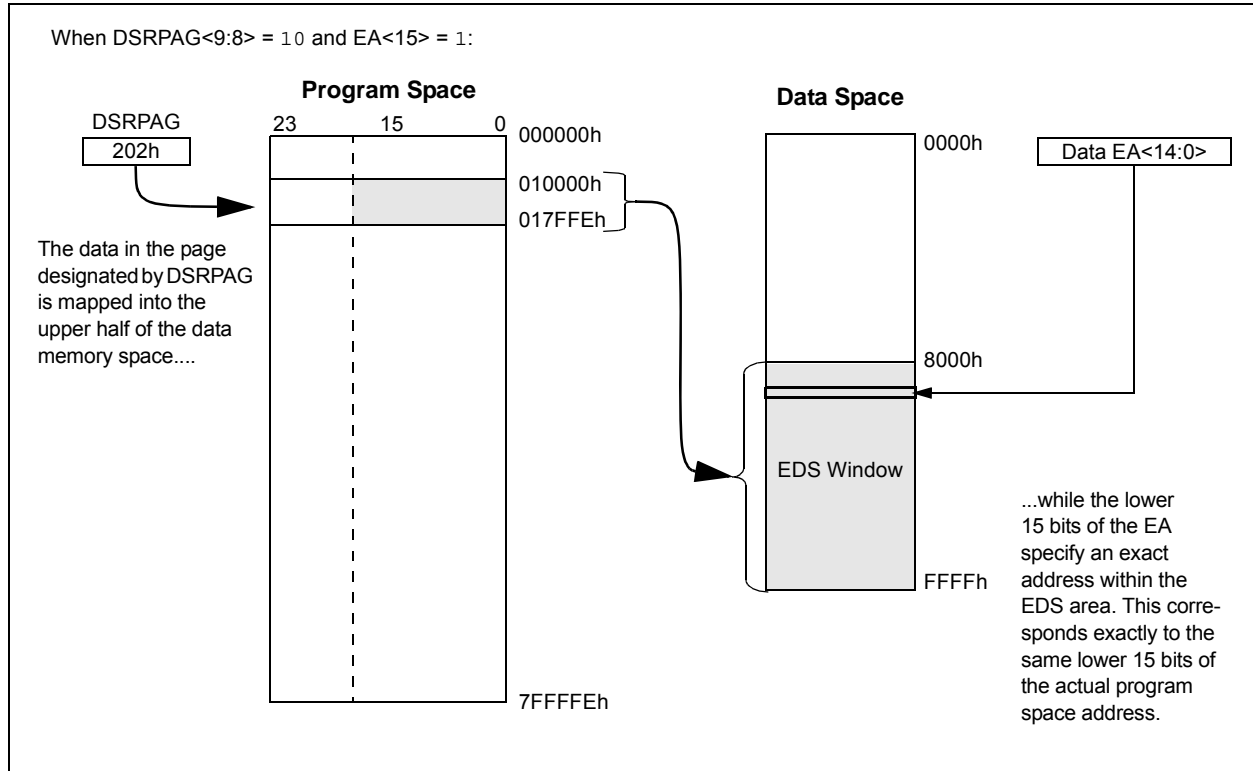 When DSRPAG<9:8> = 10 and EA<15> = 1:
Program Space
Data Space
DSRPAG
202h
23 15 0
000000h
010000h
017FFEh
7FFFFEh
The data in the page
designated by DSRPAG
is mapped into the
upper half of the data
memory space....
0000h
8000h
EDS Window
FFFFh
Data EA<14:0>
...while the lower
15 bits of the EA
specify an exact
address within the
EDS area. This corre-
sponds exactly to the
same lower 15 bits of
the actual program
space address.